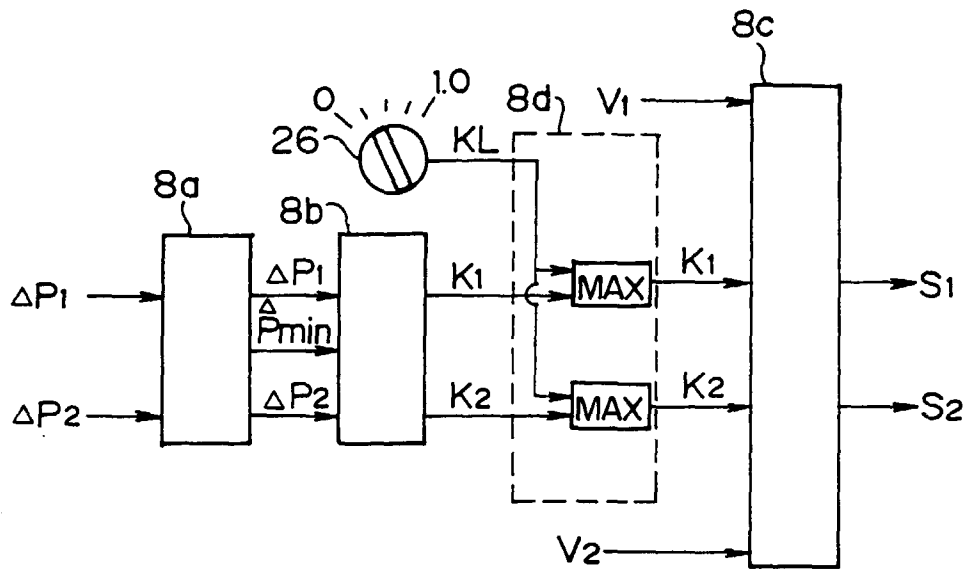 8c
0
1.0
8d
V1
26
KL
8a
8b
ΔP1
ΔP1
K1
MAX
K1
S1
ΔPmin
ΔP2
ΔP2
K2
MAX
K2
S2
V2